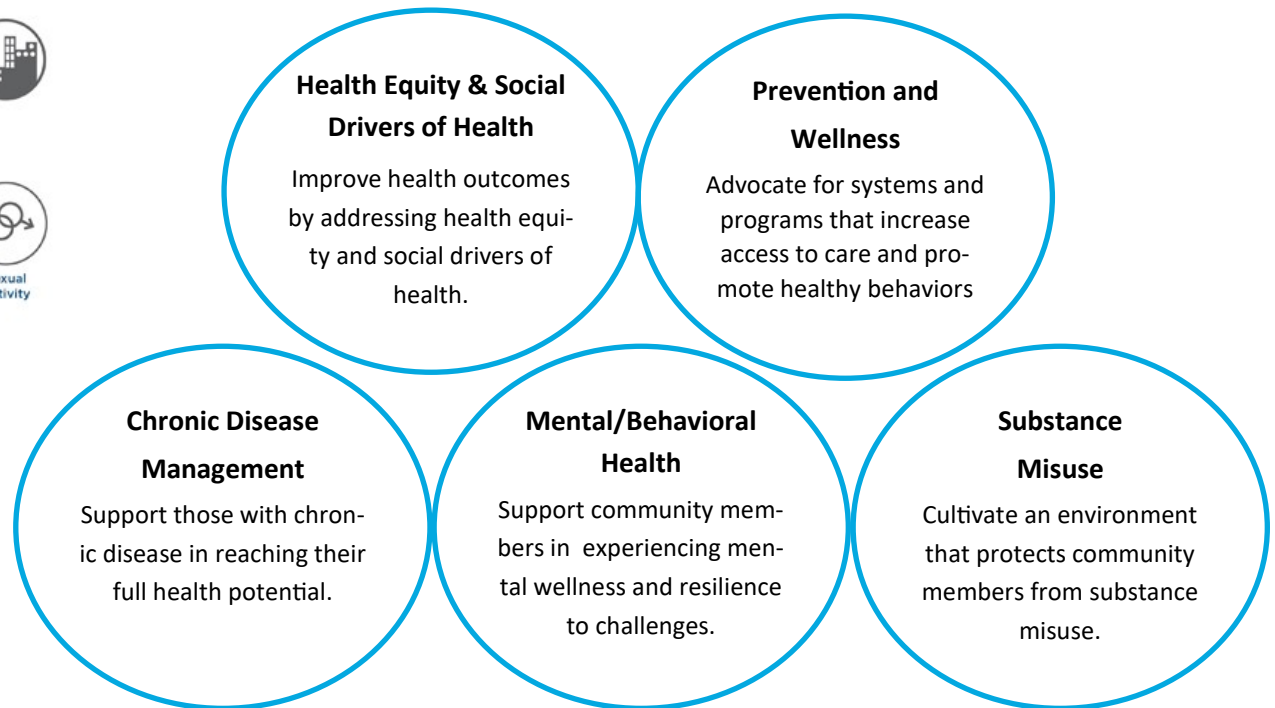 Health Equity & Social
Drivers of Health
Improve health outcomes
by addressing health equi-
ty and social drivers of
health.
Prevention and
Wellness
Advocate for systems and
programs that increase
access to care and pro-
mote healthy behaviors
Chronic Disease
Management
Support those with chron-
ic disease in reaching their
full health potential.
Mental/Behavioral
Health
Support community mem-
bers in  experiencing men-
tal wellness and resilience
to challenges.
Substance
Misuse
Cultivate an environment
that protects community
members from substance
misuse.